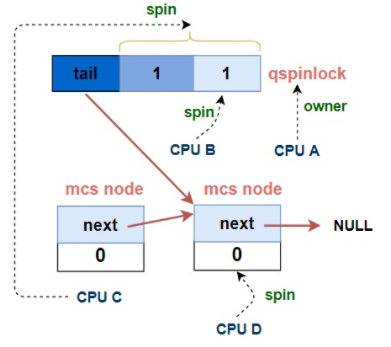 spin
tail 1 1 qspinlock
spin owner
CPU B CPU A
mcs node mcs node
next next NULL
0 0
CPU C spin
CPU D